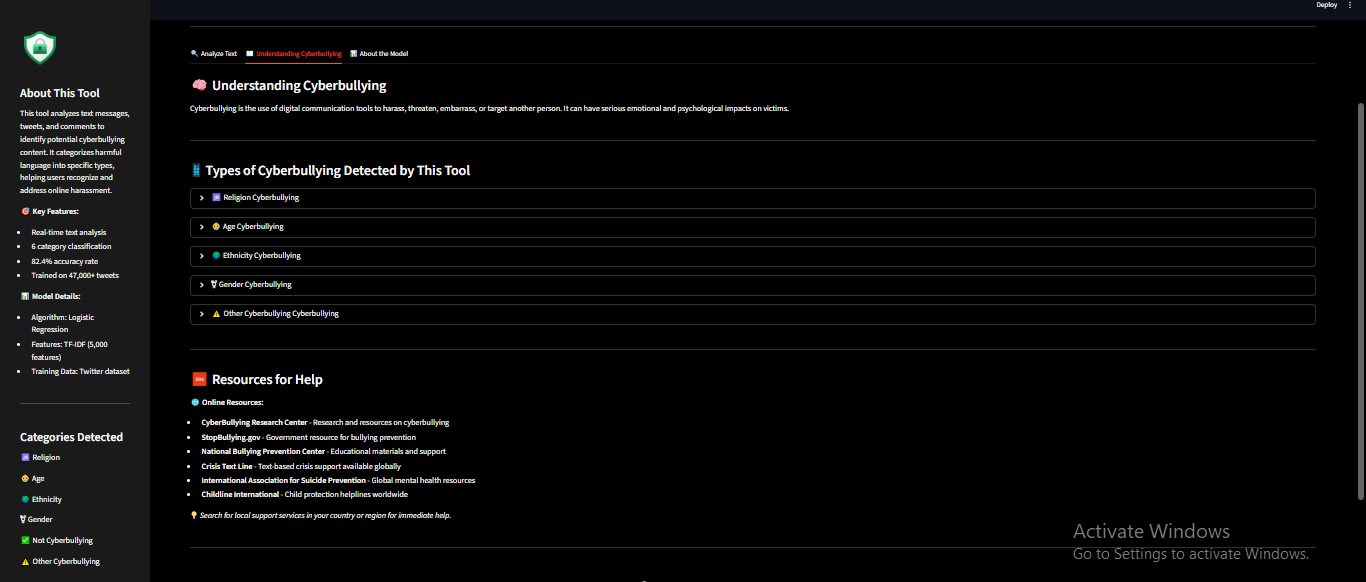 Deploy
About This Tool
This tool analyzes text messages,
tweets, and comments to
identify potential cyberbullying
content. It categorizes harmful
language into specific types,
helping users recognize and
address online harassment.
Key Features:
Real-time text analysis
6 category classification
82.4% accuracy rate
Trained on 47,000+ tweets
Model Details:
Algorithm: Logistic
Regression
Features: TF-IDF (5,000
features)
Training Data: Twitter dataset
Categories Detected
Religion
Age
Ethnicity
Gender
Not Cyberbullying
Other Cyberbullying
Analyze Text Understanding Cyberbullying About the Model
Understanding Cyberbullying
Cyberbullying is the use of digital communication tools to harass, threaten, embarrass, or target another person. It can have serious emotional and psychological impacts on victims.
Types of Cyberbullying Detected by This Tool
Religion Cyberbullying
Age Cyberbullying
Ethnicity Cyberbullying
Gender Cyberbullying
Other Cyberbullying Cyberbullying
SOS Resources for Help
Online Resources:
CyberBullying Research Center - Research and resources on cyberbullying
StopBullying.gov - Government resource for bullying prevention
National Bullying Prevention Center - Educational materials and support
Crisis Text Line - Text-based crisis support available globally
International Association for Suicide Prevention - Global mental health resources
Childline International - Child protection helplines worldwide
Search for local support services in your country or region for immediate help.
Activate Windows
Go to Settings to activate Windows.